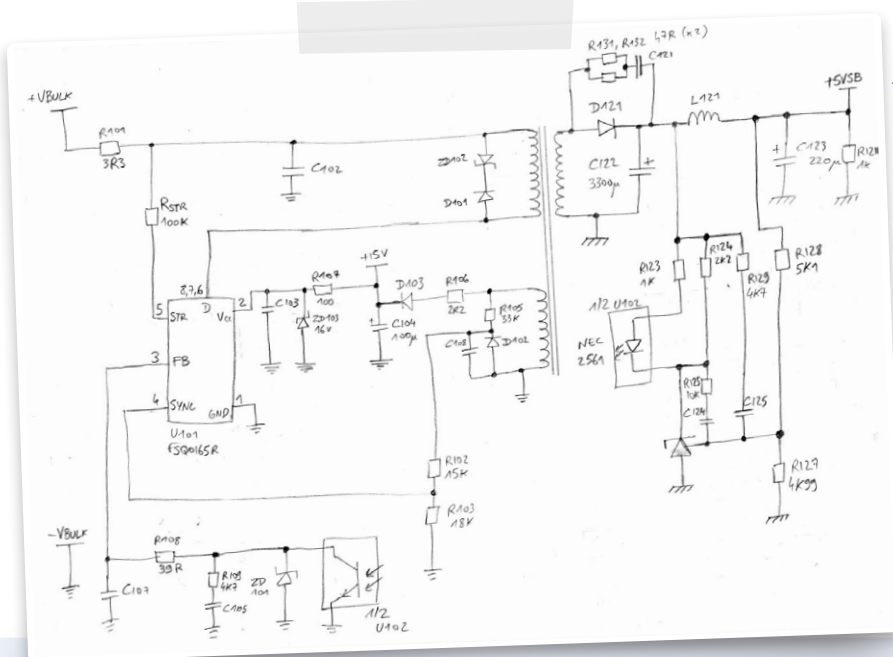 R131, R132 47R (x2)
C121
+5VSB
+VBULK
R101
3R3
C102
ZD102
D101
D121
L121
C122
3300µ
+
+
C123
220µ
R121
1K
RSTR
100K
8,7,6
D
5
STR
2
Vcc
3
FB
4
SYNC
GND
1
U101
FSQ0165R
C103
ZD103
16V
R107
100
+15V
D103
R106
2R2
C104
100µ
R105
33K
D102
R102
15K
R103
18K
R123
1K
R124
2K2
R129
4K7
R128
5K1
1/2 U102
NEC
2561
R125
10K
C124
C125
R127
4K99
-VBULK
R108
39R
C107
R109
4K7
ZD
101
1/2
U102